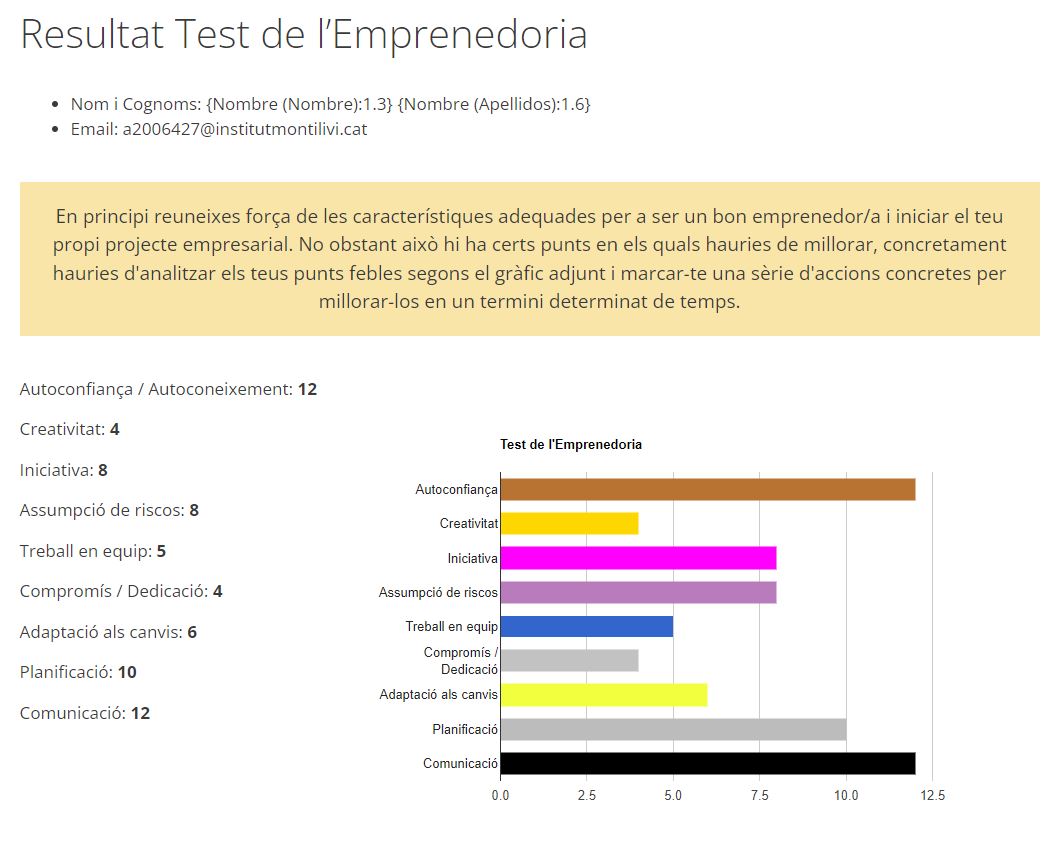 Resultat Test de l’Emprenedoria
Nom i Cognoms: {Nombre (Nombre):1.3} {Nombre (Apellidos):1.6}
Email: a2006427@institutmontilivi.cat
En principi reuneixes força de les característiques adequades per a ser un bon emprenedor/a i iniciar el teu
propi projecte empresarial. No obstant això hi ha certs punts en els quals hauries de millorar, concretament
hauries d'analitzar els teus punts febles segons el gràfic adjunt i marcar-te una sèrie d'accions concretes per
millorar-los en un termini determinat de temps.
Autoconfiança / Autoconeixement: 12
Creativitat: 4
Iniciativa: 8
Assumpció de riscos: 8
Treball en equip: 5
Compromís / Dedicació: 4
Adaptació als canvis: 6
Planificació: 10
Comunicació: 12
Test de l'Emprenedoria
Autoconfiança
Creativitat
Iniciativa
Assumpció de riscos
Treball en equip
Compromís /
Dedicació
Adaptació als canvis
Planificació
Comunicació
0.0 2.5 5.0 7.5 10.0 12.5